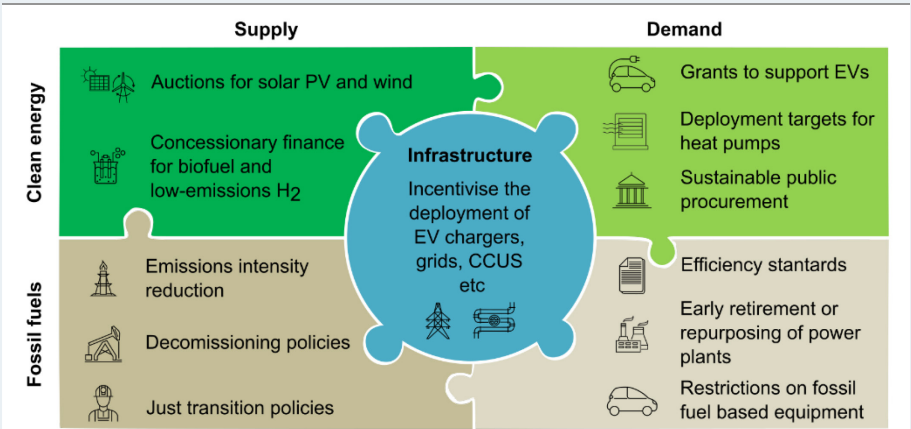 Supply
Demand
Clean energy
Auctions for solar PV and wind
Concessionary finance
for biofuel and
low-emissions H2
Grants to support EVs
Deployment targets for
heat pumps
Sustainable public
procurement
Infrastructure
Incentivise the
deployment of
EV chargers,
grids, CCUS
etc
Fossil fuels
Emissions intensity
reduction
Decomissioning policies
Just transition policies
Efficiency stantards
Early retirement or
repurposing of power
plants
Restrictions on fossil
fuel based equipment